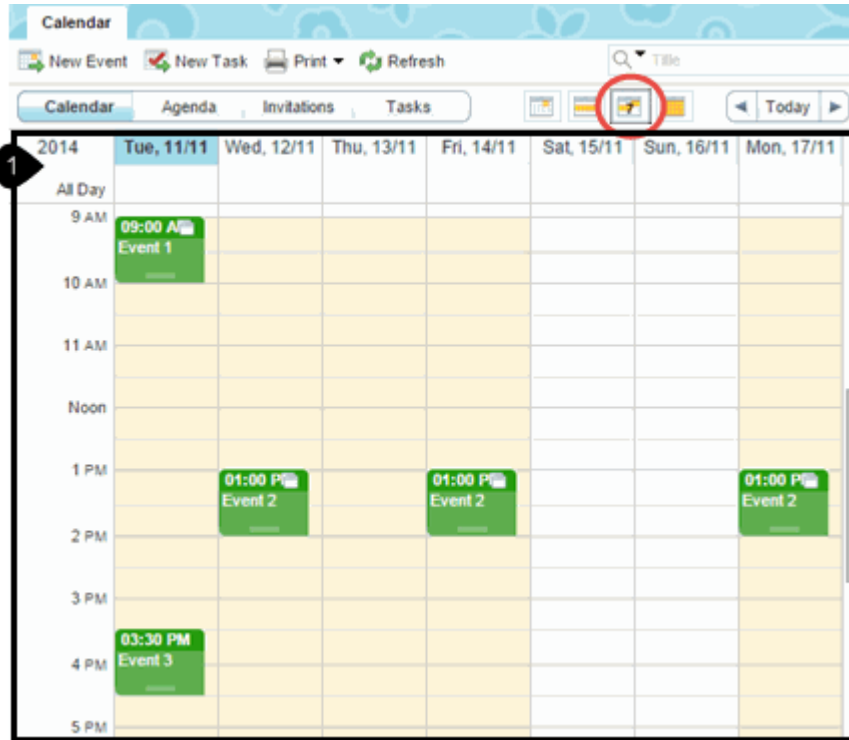 Calendar
New Event New Task Print Refresh Title
Calendar Agenda Invitations Tasks 7 Today
1
2014 Tue, 11/11 Wed, 12/11 Thu, 13/11 Fri, 14/11 Sat, 15/11 Sun, 16/11 Mon, 17/11
All Day
9 AM 09:00 A
Event 1
10 AM
11 AM
Noon
1 PM 01:00 P 01:00 P 01:00 P
Event 2 Event 2 Event 2
2 PM
3 PM
03:30 PM
4 PM Event 3
5 PM